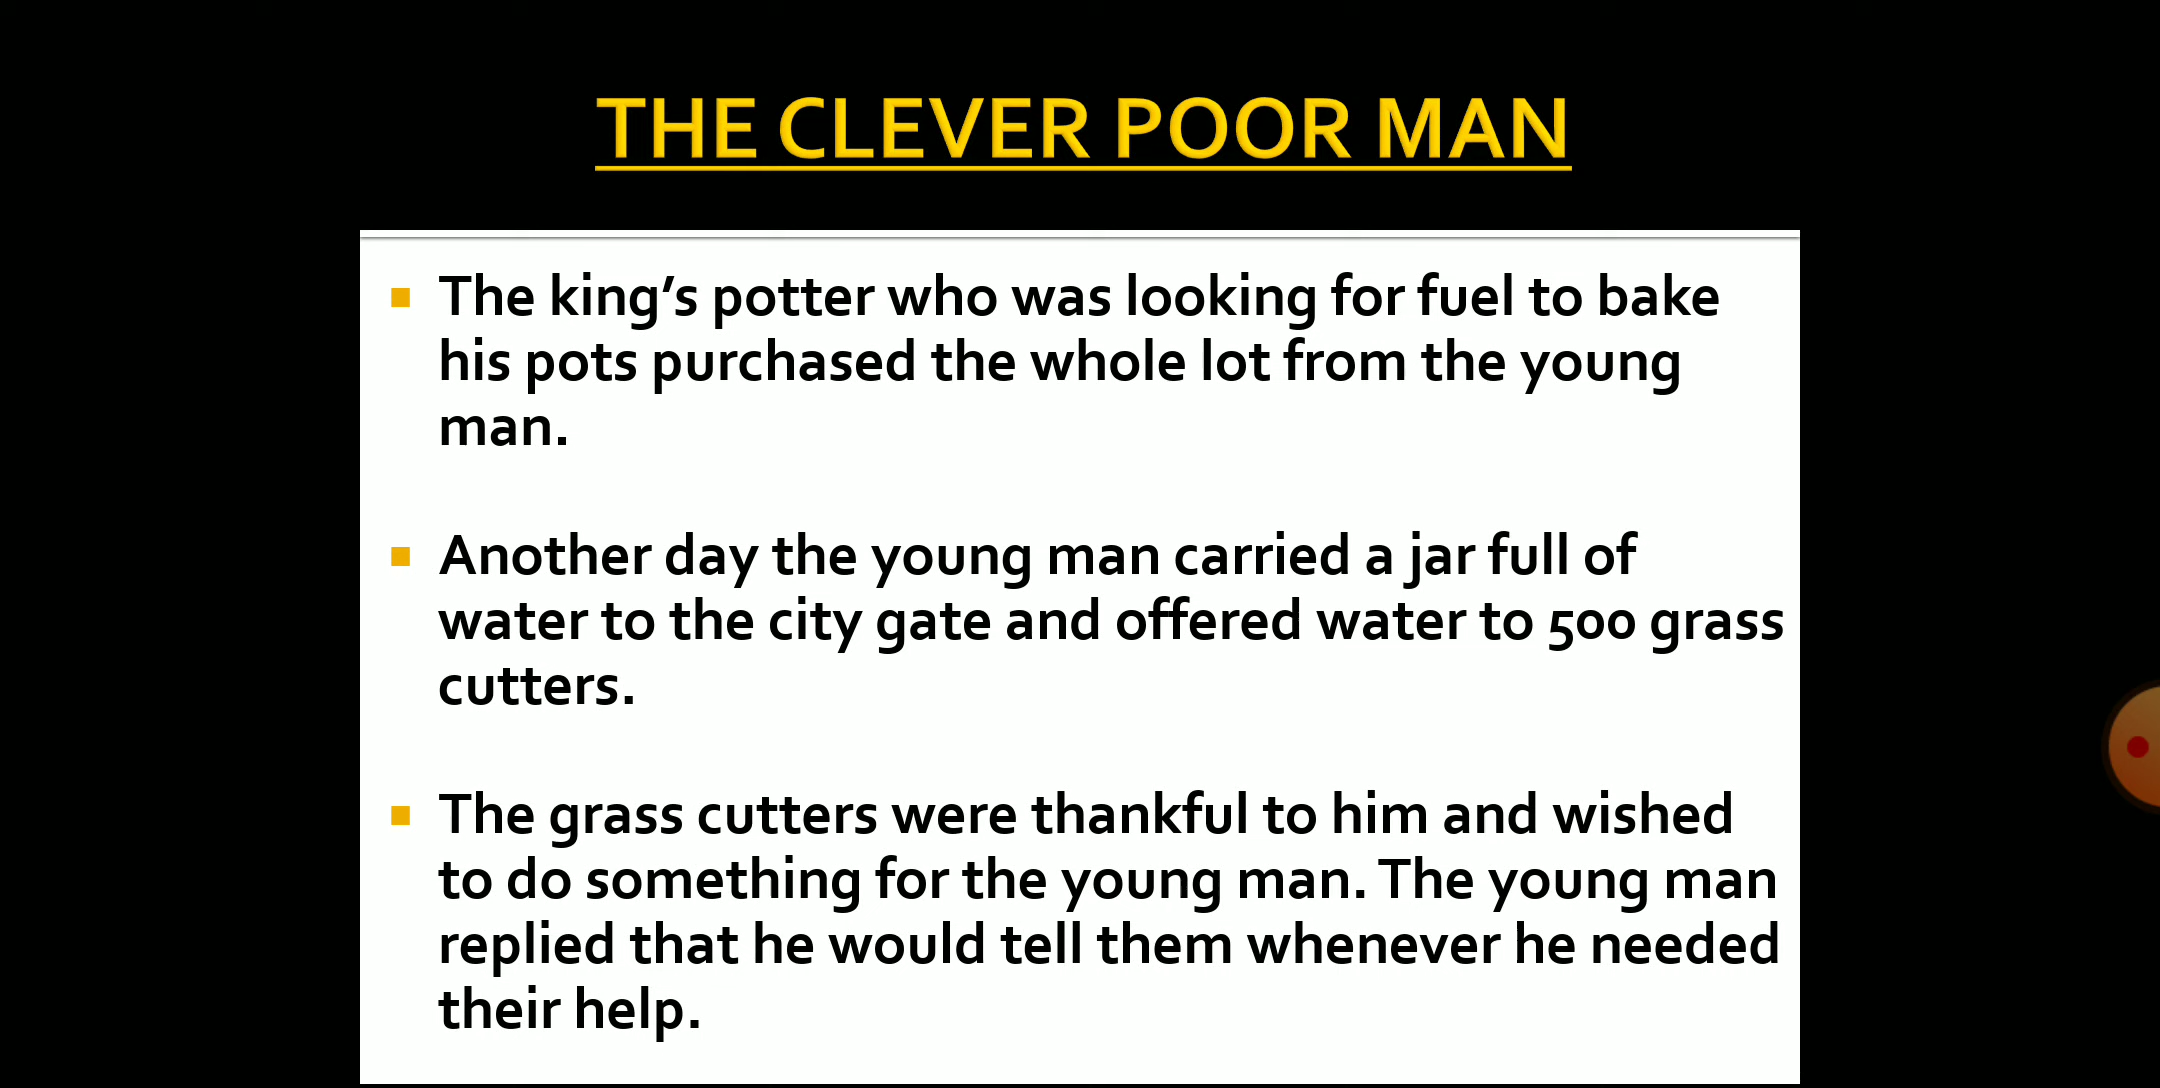 THE CLEVER POOR MAN
The king’s potter who was looking for fuel to bake
his pots purchased the whole lot from the young
man.
Another day the young man carried a jar full of
water to the city gate and offered water to 500 grass
cutters.
The grass cutters were thankful to him and wished
to do something for the young man. The young man
replied that he would tell them whenever he needed
their help.